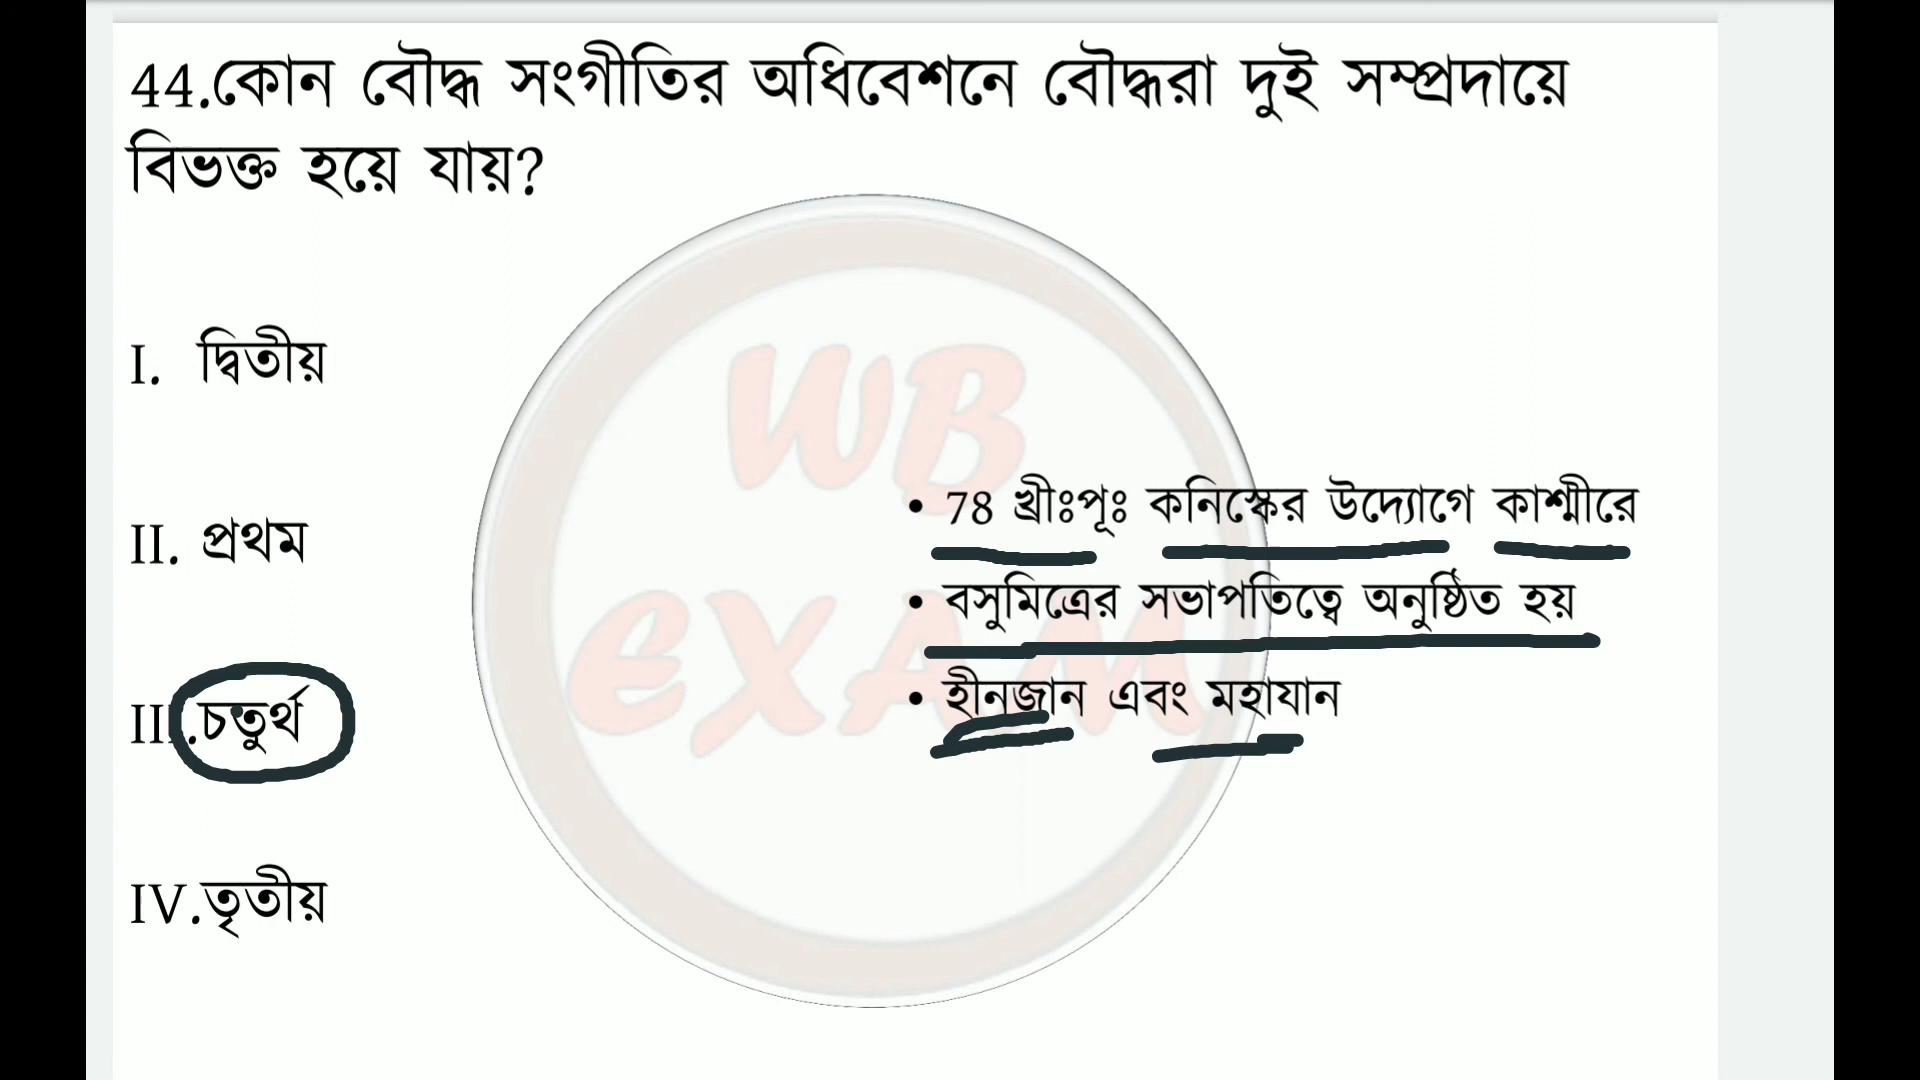 44.কোন বৌদ্ধ সংগীতির অধিবেশনে বৌদ্ধরা দুই সম্প্রদায়ে
বিভক্ত হয়ে যায়?
I. দ্বিতীয়
II. প্রথম
III.চতুর্থ
IV.তৃতীয়
• 78 খ্রীঃপূঃ কনিস্কের উদ্যোগে কাশ্মীরে
• বসুমিত্রের সভাপতিত্বে অনুষ্ঠিত হয়
• হীনজান এবং মহাযান
WB
EXAM